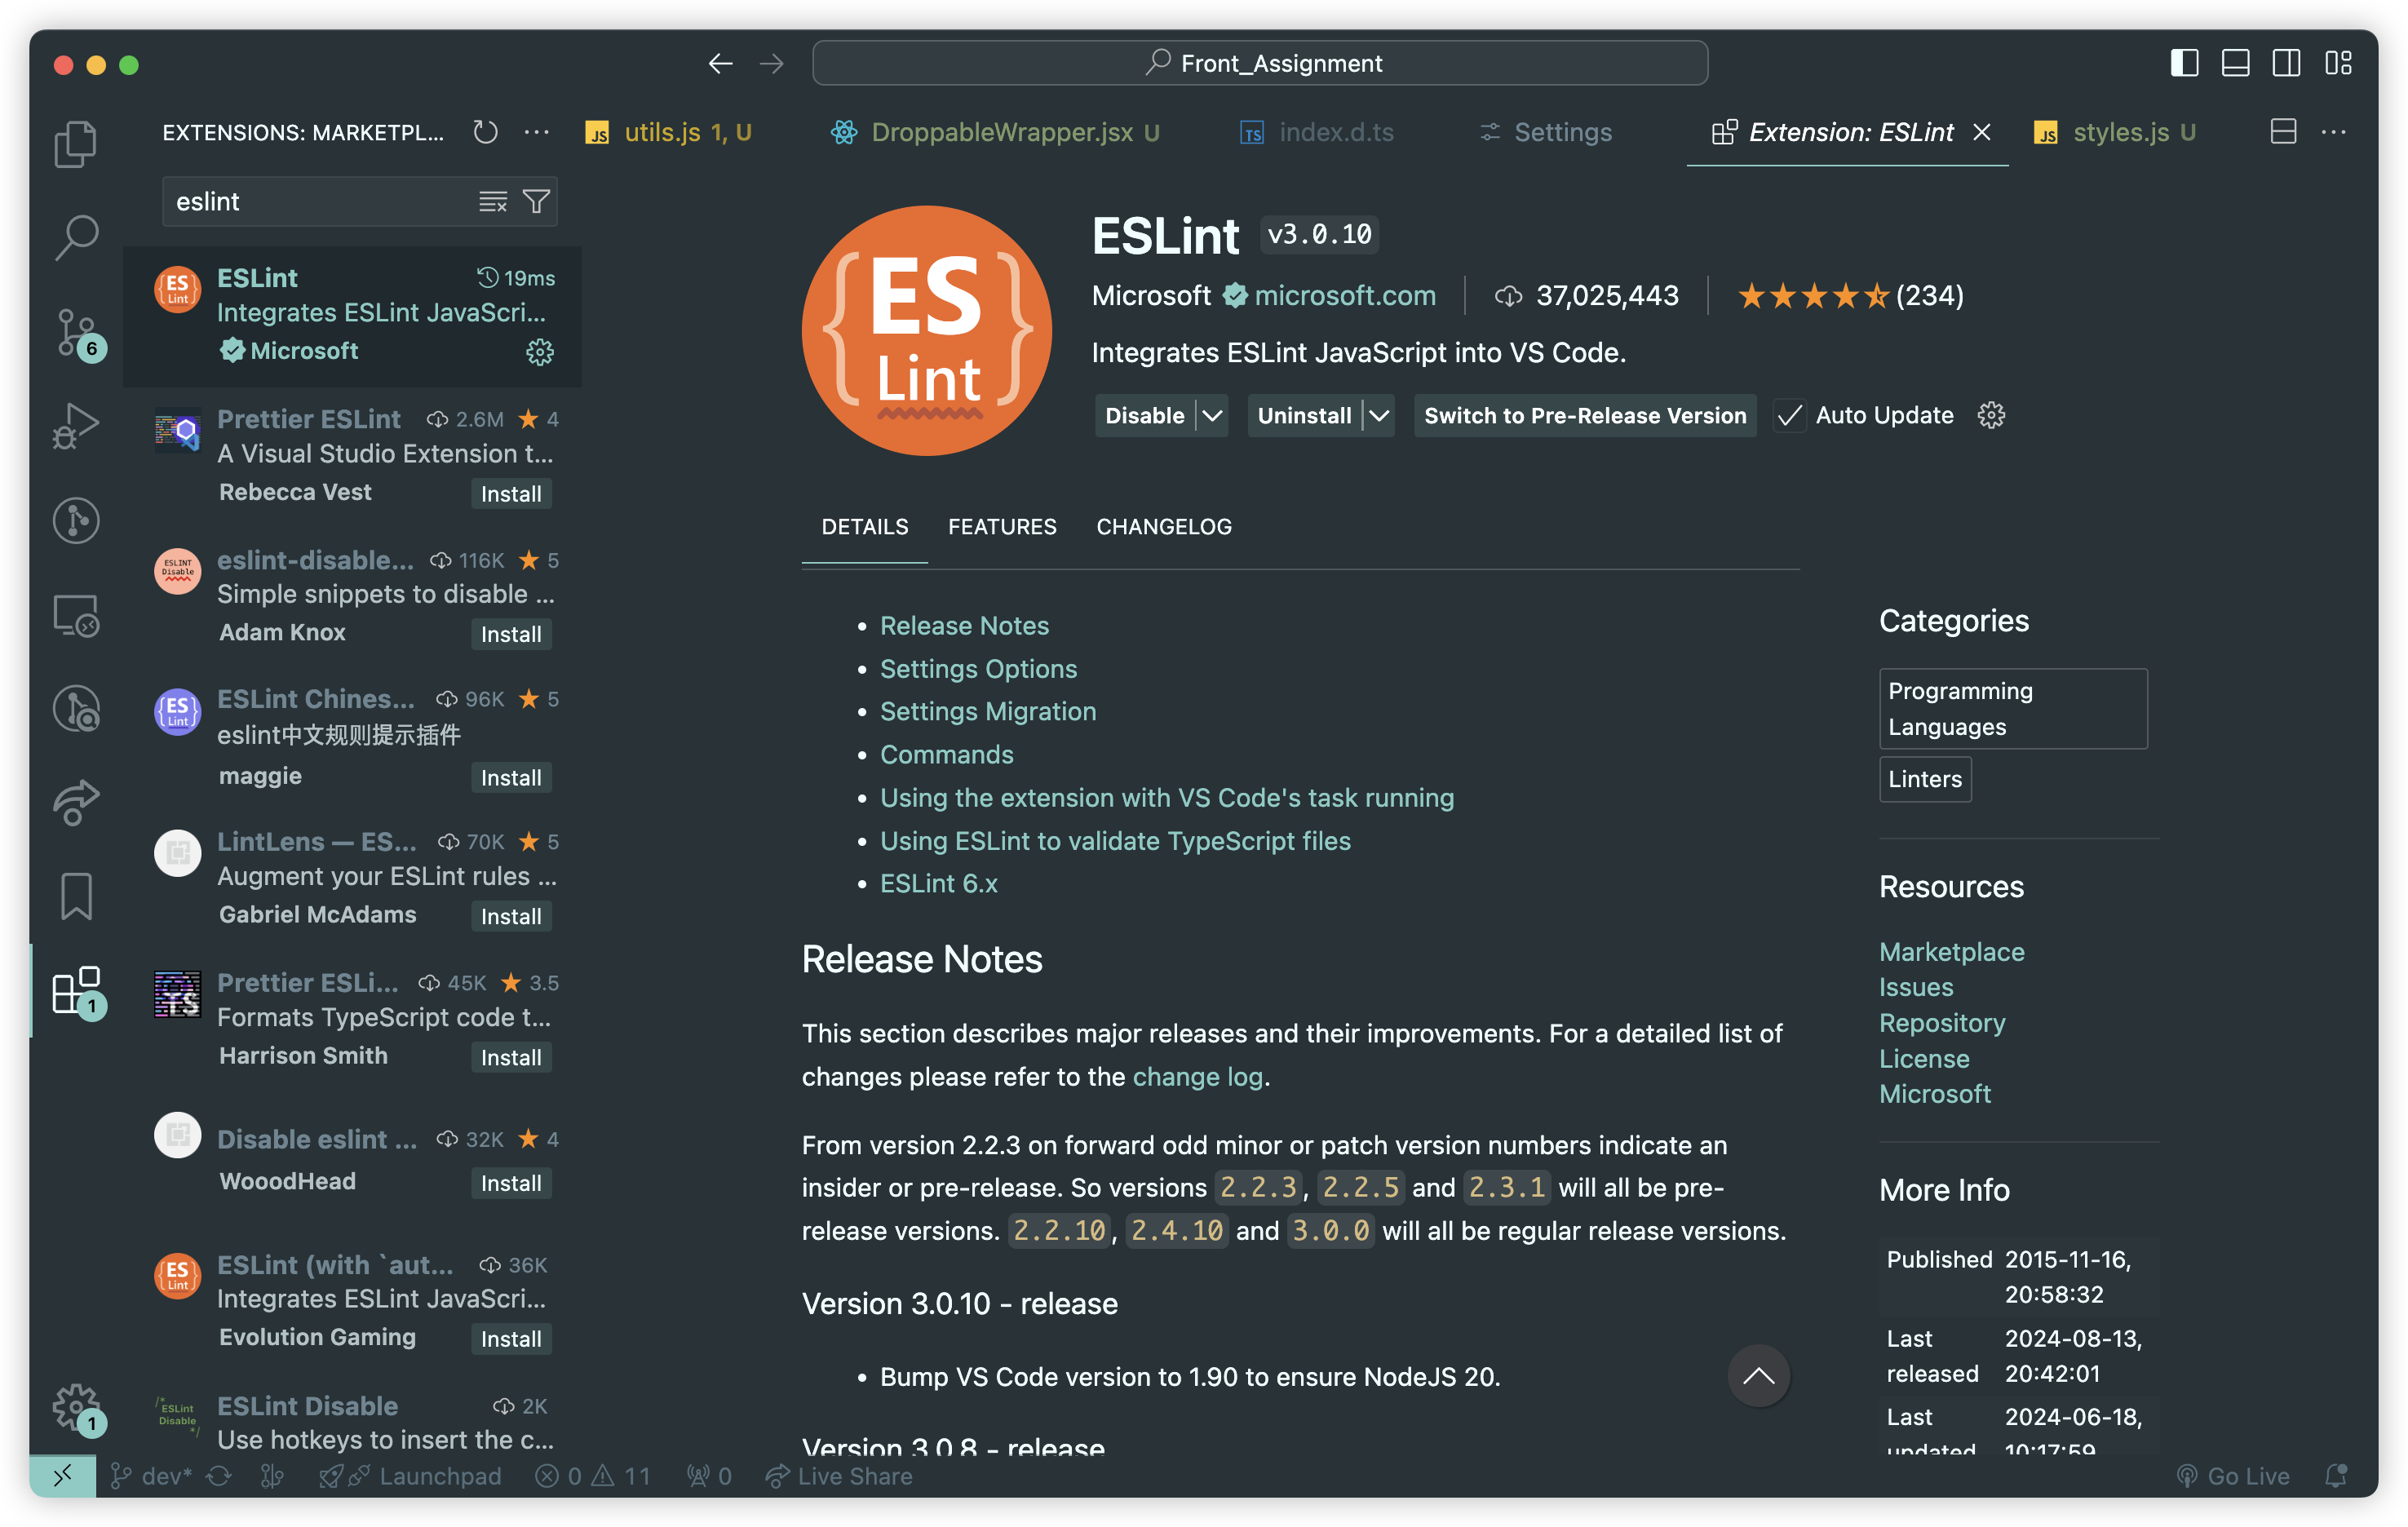 Front_Assignment
EXTENSIONS: MARKETPL...
utils.js 1, U
DroppableWrapper.jsx U
index.d.ts
Settings
Extension: ESLint
styles.js U
eslint
ESLint 19ms
Integrates ESLint JavaScri...
Microsoft
Prettier ESLint 2.6M 4
A Visual Studio Extension t...
Rebecca Vest Install
eslint-disable... 116K 5
Simple snippets to disable ...
Adam Knox Install
ESLint Chines... 96K 5
eslint中文规则提示插件
maggie Install
LintLens — ES... 70K 5
Augment your ESLint rules ...
Gabriel McAdams Install
Prettier ESLi... 45K 3.5
Formats TypeScript code t...
Harrison Smith Install
Disable eslint ... 32K 4
WooodHead Install
ESLint (with `aut... 36K
Integrates ESLint JavaScri...
Evolution Gaming Install
ESLint Disable 2K
Use hotkeys to insert the c...
6
1
1
{ES}
Lint
ESLINT
Disable
{ES}
Lint
TS
{ES}
Lint
/*
ESLint
Disable
*/
{ES}
Lint
ESLint v3.0.10
Microsoft microsoft.com 37,025,443 (234)
Integrates ESLint JavaScript into VS Code.
Disable Uninstall Switch to Pre-Release Version Auto Update
DETAILS FEATURES CHANGELOG
• Release Notes
• Settings Options
• Settings Migration
• Commands
• Using the extension with VS Code's task running
• Using ESLint to validate TypeScript files
• ESLint 6.x
Release Notes
This section describes major releases and their improvements. For a detailed list of
changes please refer to the change log.
From version 2.2.3 on forward odd minor or patch version numbers indicate an
insider or pre-release. So versions 2.2.3, 2.2.5 and 2.3.1 will all be pre-
release versions. 2.2.10, 2.4.10 and 3.0.0 will all be regular release versions.
Version 3.0.10 - release
• Bump VS Code version to 1.90 to ensure NodeJS 20.
Version 3.0.8 - release
Categories
Programming
Languages
Linters
Resources
Marketplace
Issues
Repository
License
Microsoft
More Info
Published 2015-11-16,
20:58:32
Last 2024-08-13,
released 20:42:01
Last 2024-06-18,
updated 10:17:59
dev* Launchpad 0 11 0 Live Share Go Live